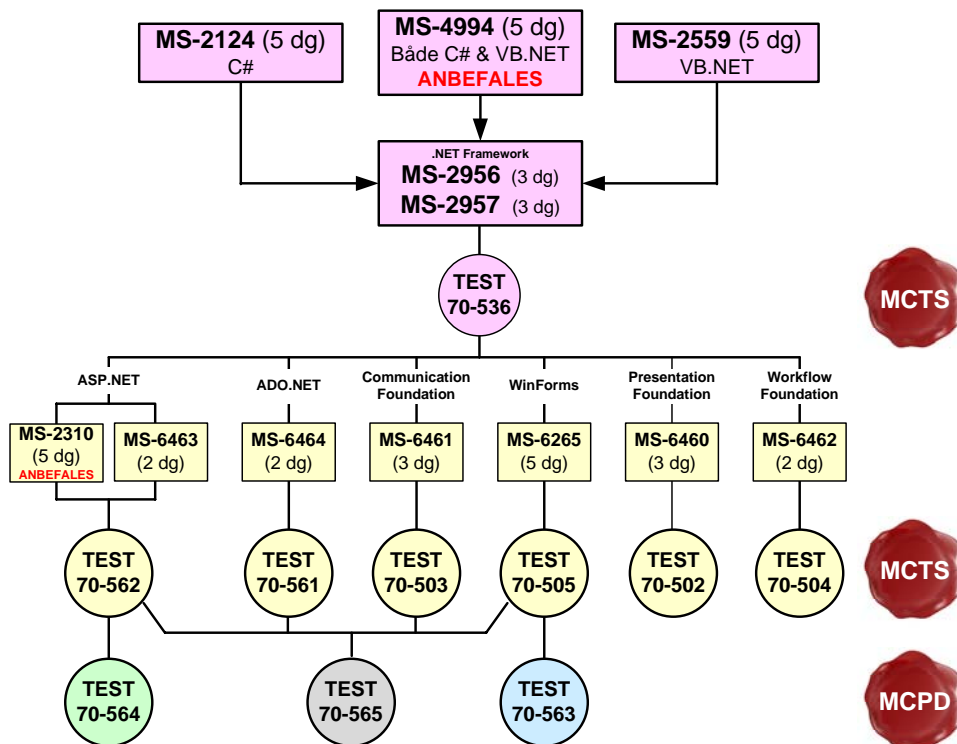 MS-2124 (5 dg)
C#
MS-4994 (5 dg)
Både C# & VB.NET
ANBEFALES
MS-2559 (5 dg)
VB.NET
.NET Framework
MS-2956 (3 dg)
MS-2957 (3 dg)
TEST
70-536
MCTS
ASP.NET
ADO.NET
Communication
Foundation
WinForms
Presentation
Foundation
Workflow
Foundation
MS-2310
(5 dg)
ANBEFALES
MS-6463
(2 dg)
MS-6464
(2 dg)
MS-6461
(3 dg)
MS-6265
(5 dg)
MS-6460
(3 dg)
MS-6462
(2 dg)
TEST
70-562
TEST
70-561
TEST
70-503
TEST
70-505
TEST
70-502
TEST
70-504
MCTS
TEST
70-564
TEST
70-565
TEST
70-563
MCPD